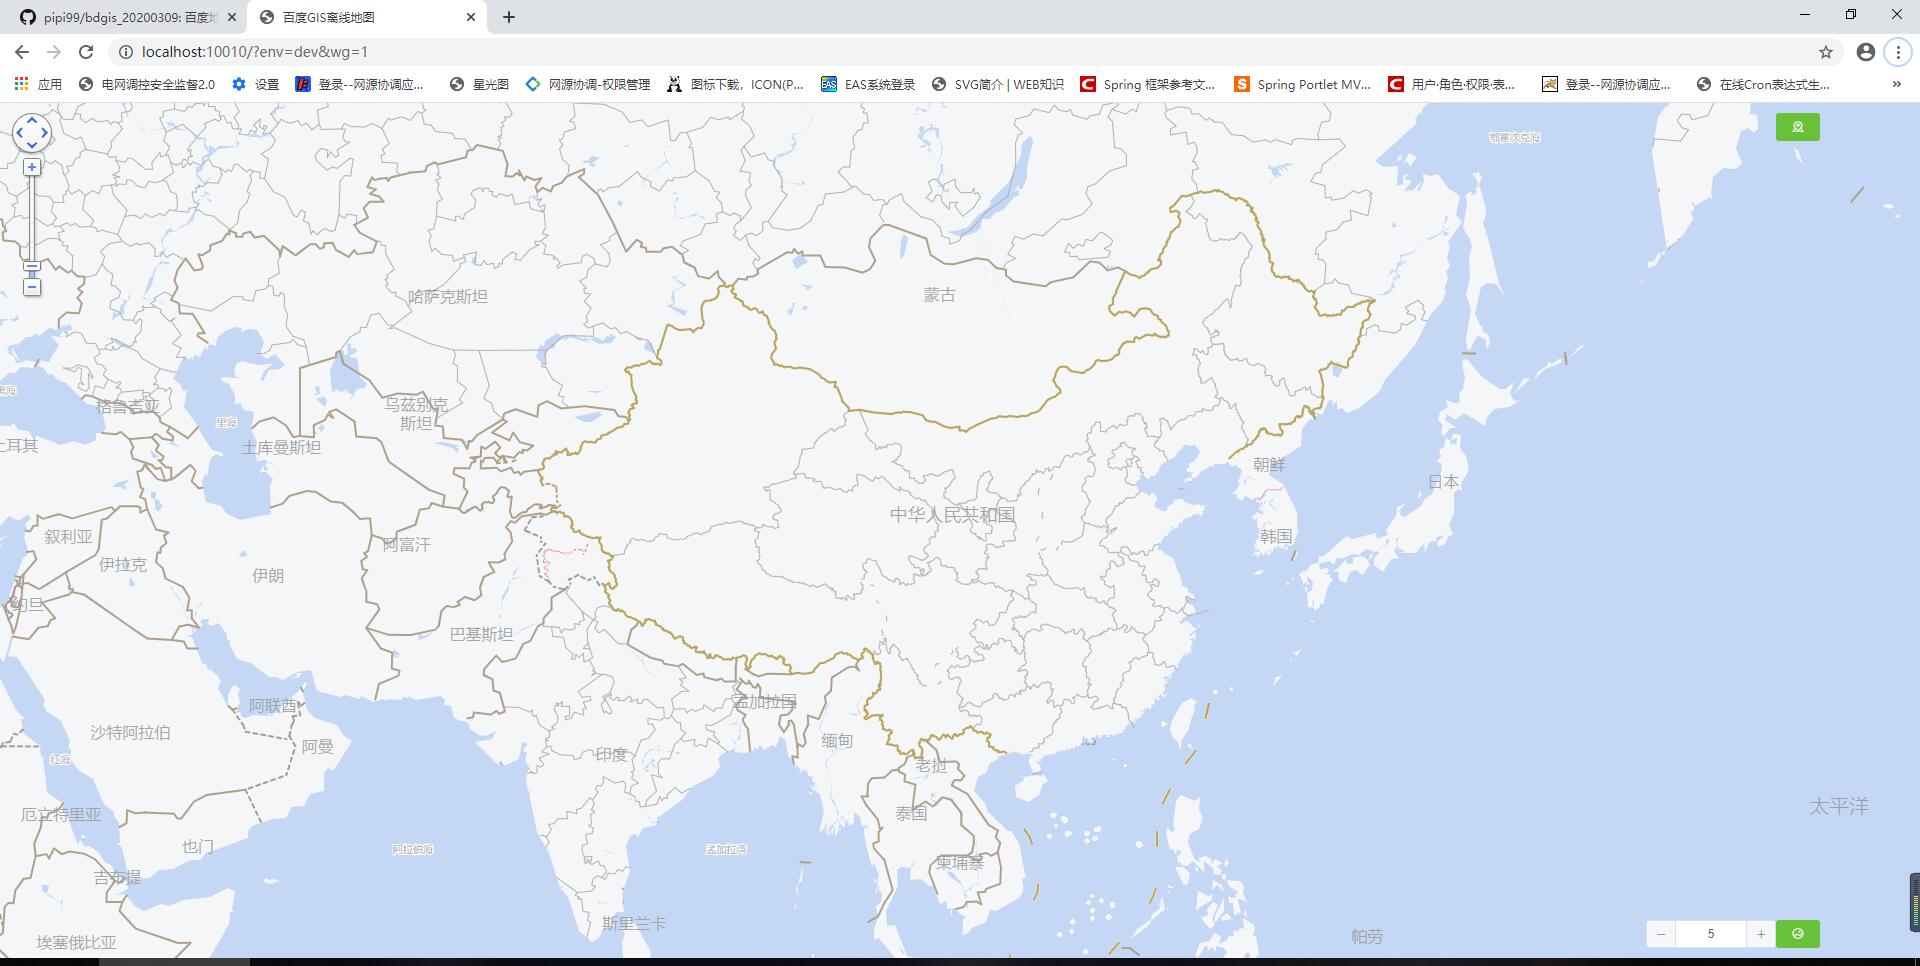 pipi99/bdgis_20200309: 百度地
百度GIS离线地图
localhost:10010/?env=dev&wg=1
应用
电网调控安全监督2.0
设置
登录--网源协调应...
星光图
网源协调-权限管理
图标下载, ICON(P...
EAS系统登录
SVG简介 | WEB知识
Spring 框架参考文...
Spring Portlet MV...
用户·角色·权限·表...
登录--网源协调应...
在线Cron表达式生...
鄂霍次克海
哈萨克斯坦
蒙古
黑海
格鲁吉亚
乌兹别克
斯坦
里海
土耳其
土库曼斯坦
朝鲜
日本
中华人民共和国
叙利亚
阿富汗
韩国
伊拉克
伊朗
约旦
巴基斯坦
阿联酋
孟加拉国
沙特阿拉伯
阿曼
印度
缅甸
红海
老挝
厄立特里亚
泰国
太平洋
也门
阿拉伯海
孟加拉湾
柬埔寨
吉布提
斯里兰卡
埃塞俄比亚
帕劳
5